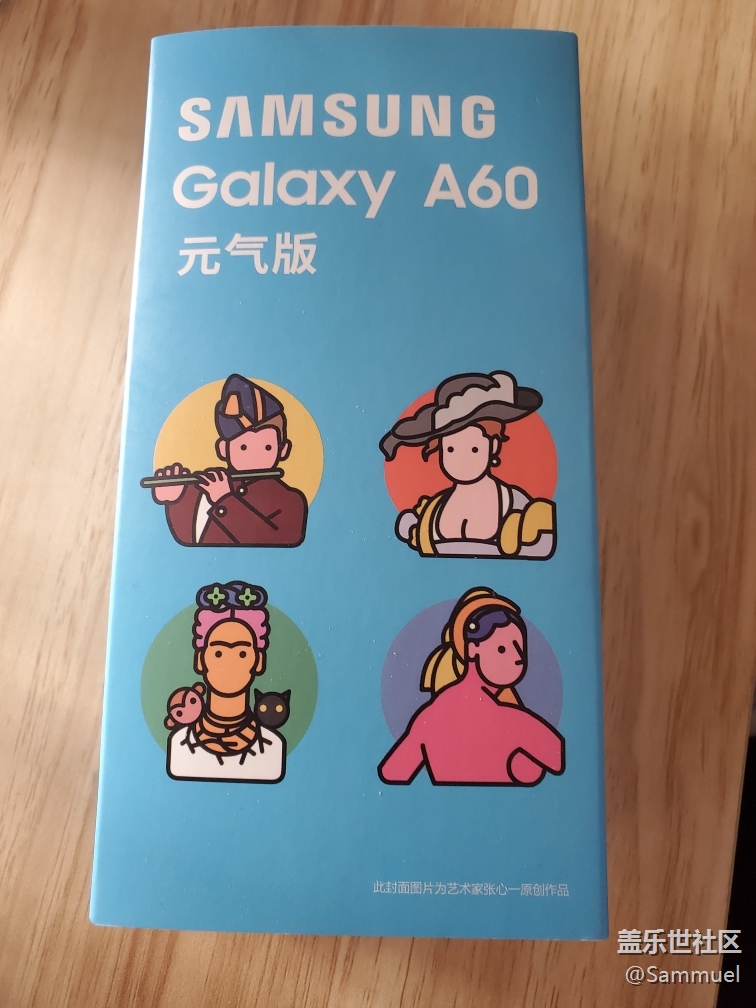 SAMSUNG
Galaxy A60
元气版
此封面图片为艺术家张心一原创作品
盖乐世社区
@Sammuel